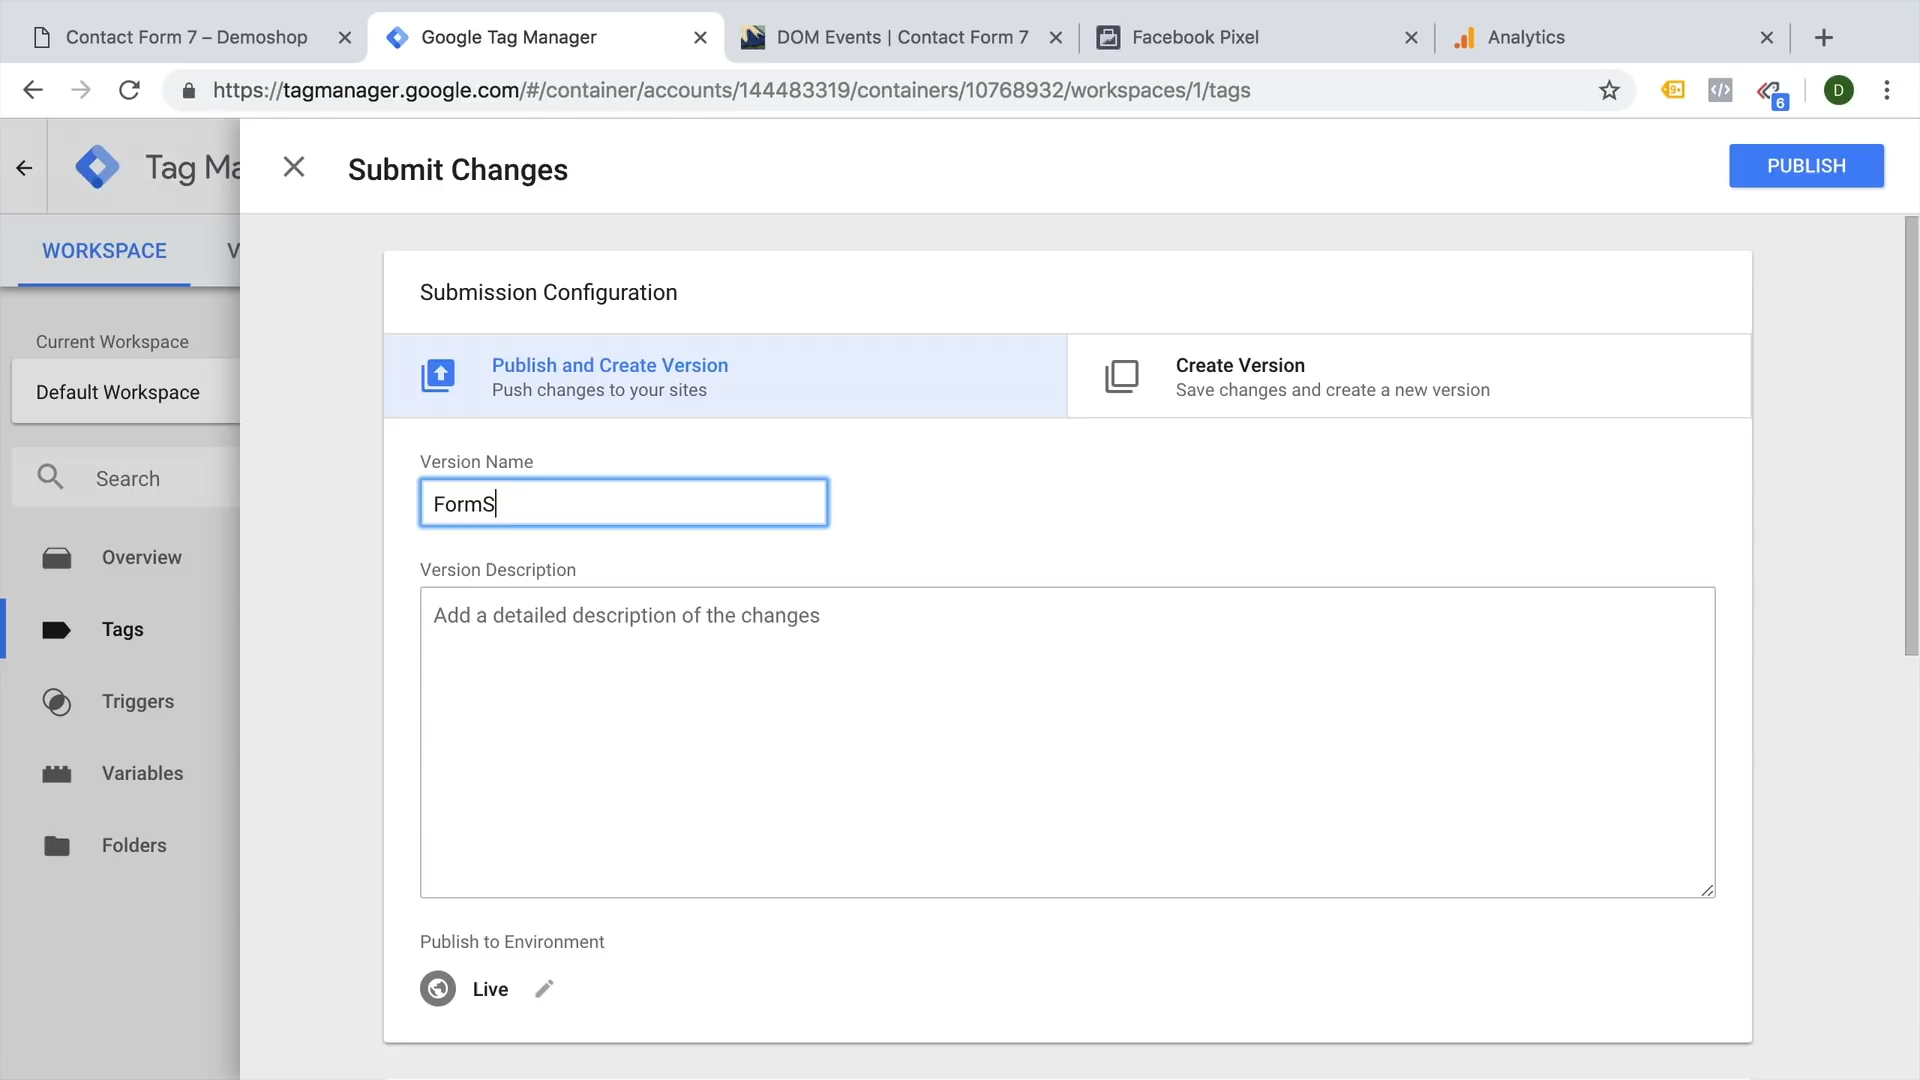 Contact Form 7 – Demoshop
Google Tag Manager
DOM Events | Contact Form 7
Facebook Pixel
Analytics
https://tagmanager.google.com/#/container/accounts/144483319/containers/10768932/workspaces/1/tags
9+
6
D
Tag Ma
Submit Changes
PUBLISH
WORKSPACE
V
Submission Configuration
Current Workspace
Default Workspace
Publish and Create Version
Push changes to your sites
Create Version
Save changes and create a new version
Version Name
FormS
Search
Version Description
Add a detailed description of the changes
Overview
Tags
Triggers
Variables
Folders
Publish to Environment
Live